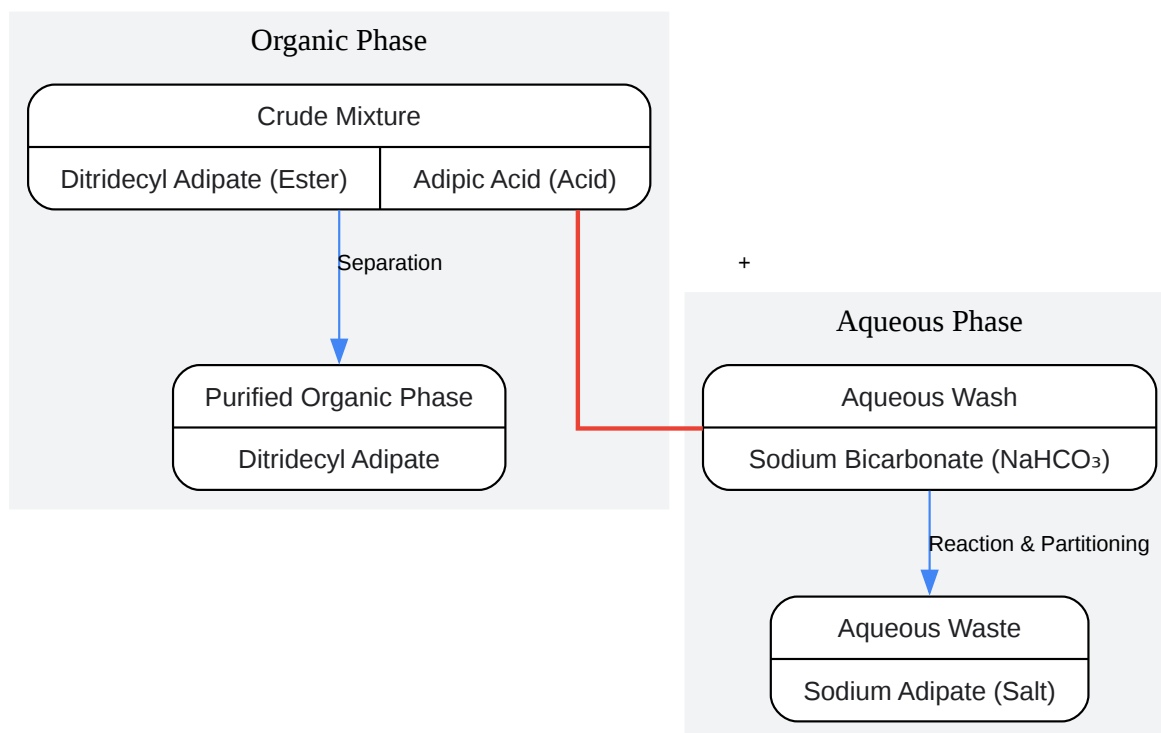 Organic Phase
Crude Mixture
Ditridecyl Adipate (Ester)
Adipic Acid (Acid)
Separation
+
Purified Organic Phase
Ditridecyl Adipate
Aqueous Phase
Aqueous Wash
Sodium Bicarbonate (NaHCO₃)
Reaction & Partitioning
Aqueous Waste
Sodium Adipate (Salt)